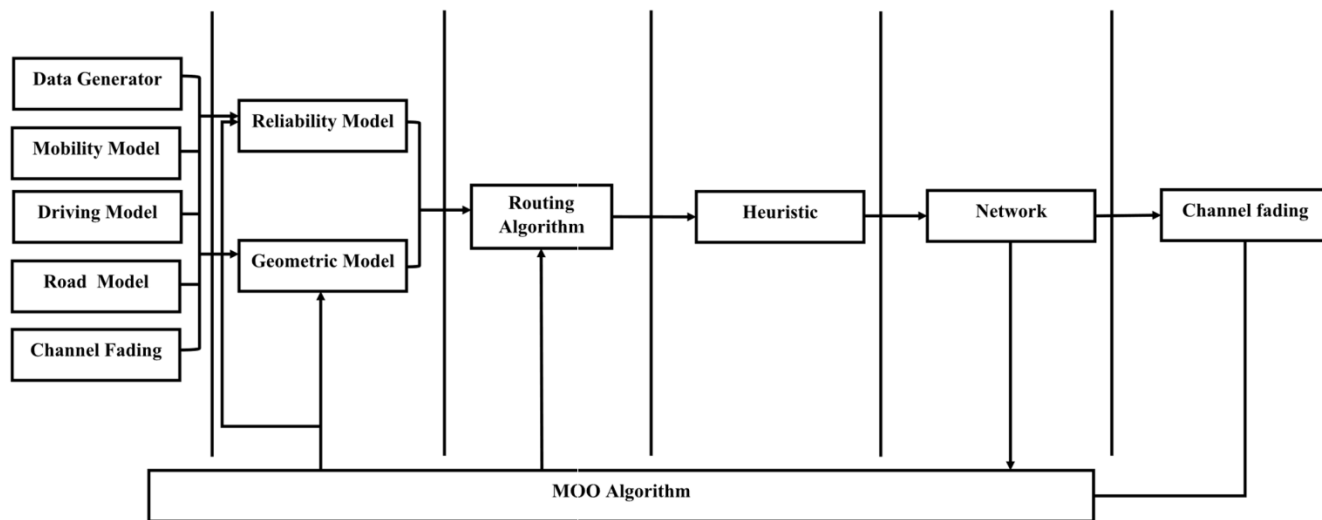 Data Generator
Mobility Model
Driving Model
Road Model
Channel Fading
Reliability Model
Geometric Model
Routing
Algorithm
Heuristic
Network
Channel fading
MOO Algorithm